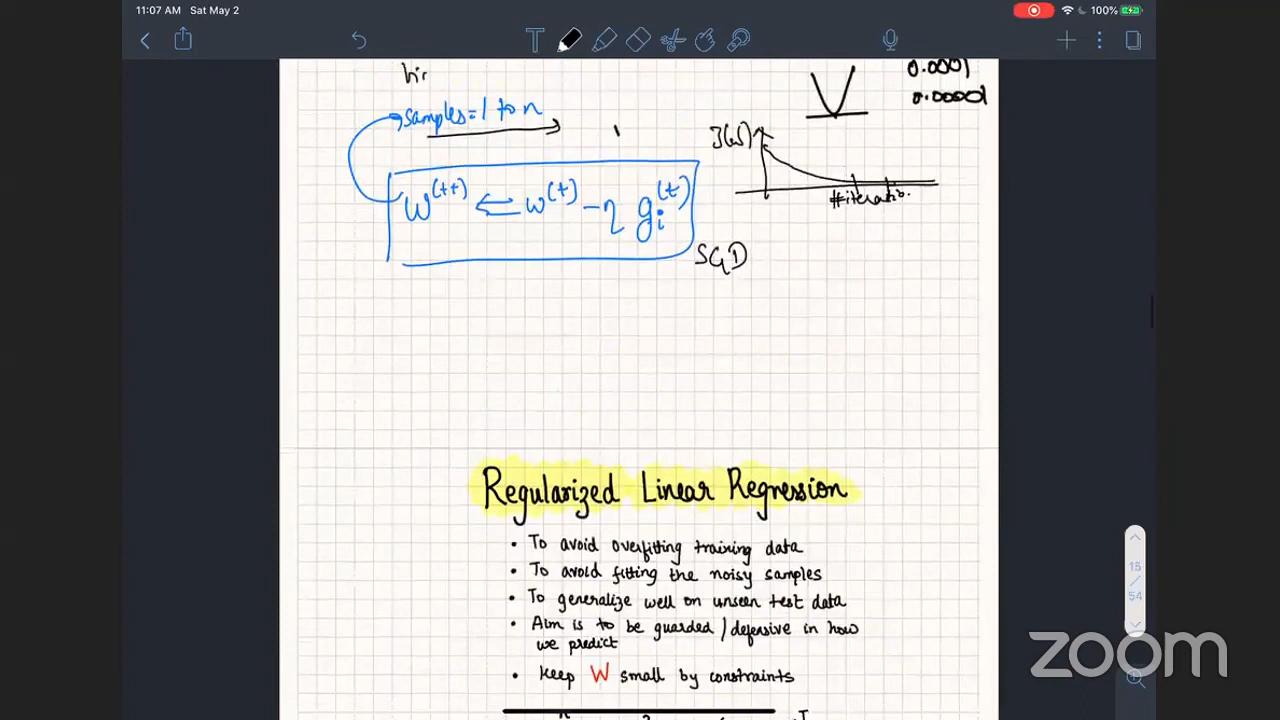 11:07 AM Sat May 2
100%
0.0001
0.00001
samples = 1 to n
J(w)
w^(t+) ⇐ w^(t) - η g_i^(t)
SGD
Regularized Linear Regression
• To avoid overfitting training data
• To avoid fitting the noisy samples
• To generalize well on unseen test data
• Aim is to be guarded / defensive in how
we predict
• Keep W small by constraints
15
/
54
zoom